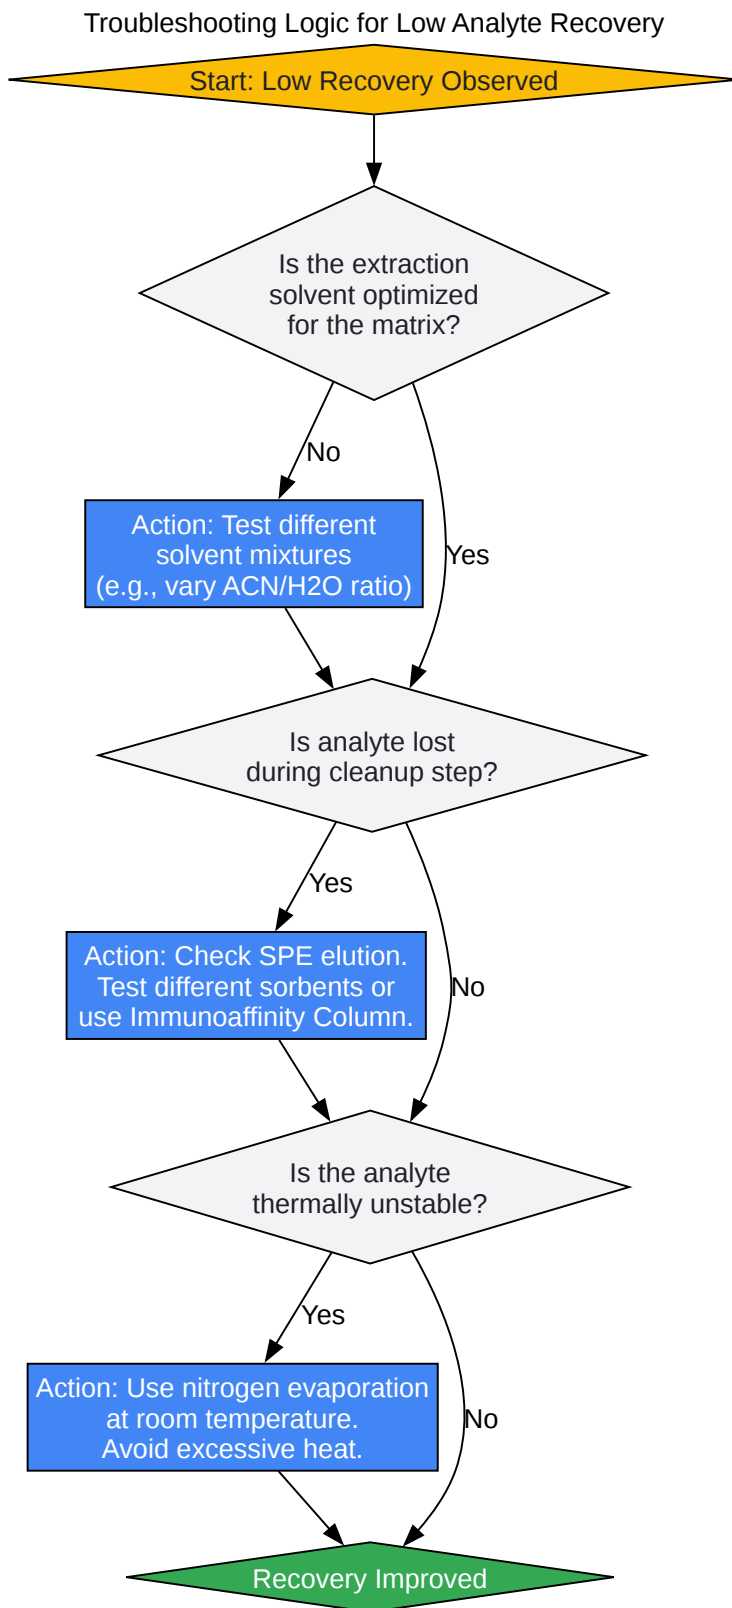 Troubleshooting Logic for Low Analyte Recovery
Start: Low Recovery Observed
Is the extraction
solvent optimized
for the matrix?
No
Yes
Action: Test different
solvent mixtures
(e.g., vary ACN/H2O ratio)
Is analyte lost
during cleanup step?
Yes
No
Action: Check SPE elution.
Test different sorbents or
use Immunoaffinity Column.
Is the analyte
thermally unstable?
Yes
No
Action: Use nitrogen evaporation
at room temperature.
Avoid excessive heat.
Recovery Improved